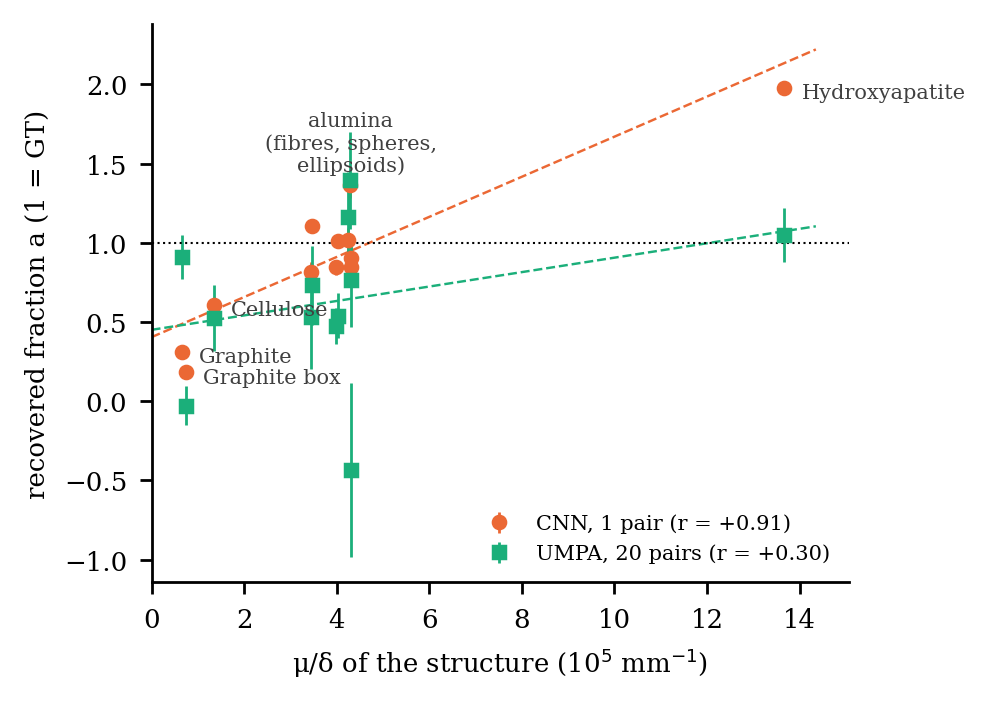 recovered fraction a (1 = GT)
2.0
1.5
1.0
0.5
0.0
−0.5
−1.0
alumina
(fibres, spheres,
ellipsoids)
Hydroxyapatite
Cellulose
Graphite
Graphite box
CNN, 1 pair (r = +0.91)
UMPA, 20 pairs (r = +0.30)
0 2 4 6 8 10 12 14
μ/δ of the structure (10⁵ mm⁻¹)